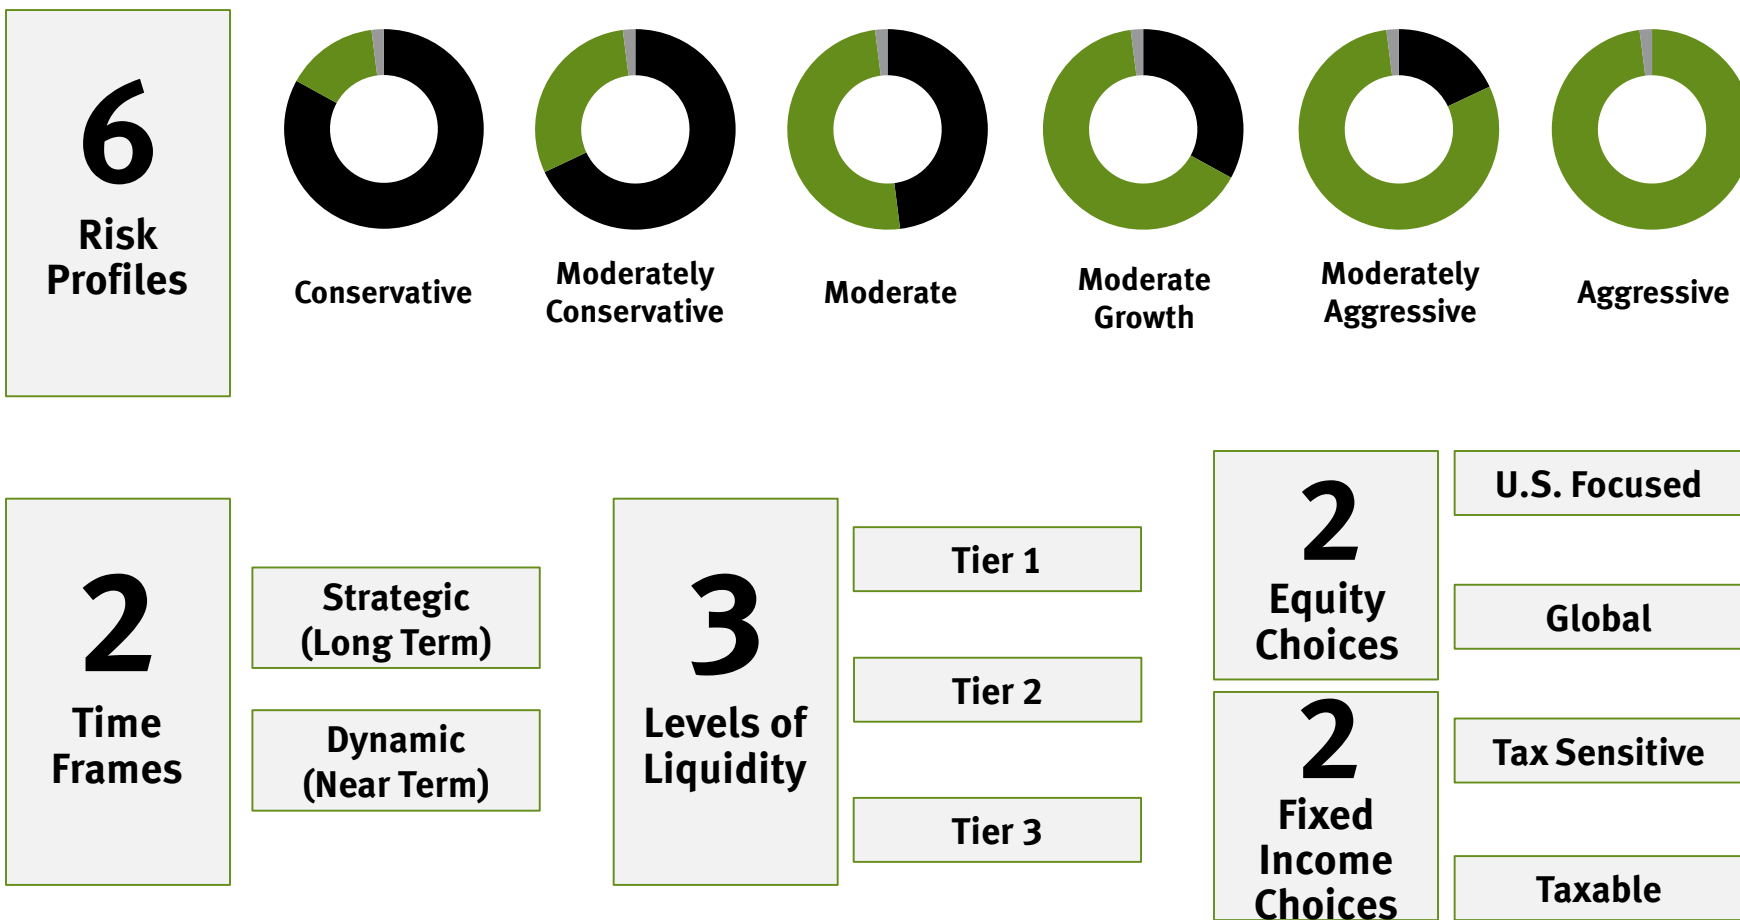 6
Risk
Profiles
Conservative
Moderately
Conservative
Moderate
Moderate
Growth
Moderately
Aggressive
Aggressive
2
Time
Frames
Strategic
(Long Term)
Dynamic
(Near Term)
3
Levels of
Liquidity
Tier 1
Tier 2
Tier 3
2
Equity
Choices
U.S. Focused
Global
2
Fixed
Income
Choices
Tax Sensitive
Taxable